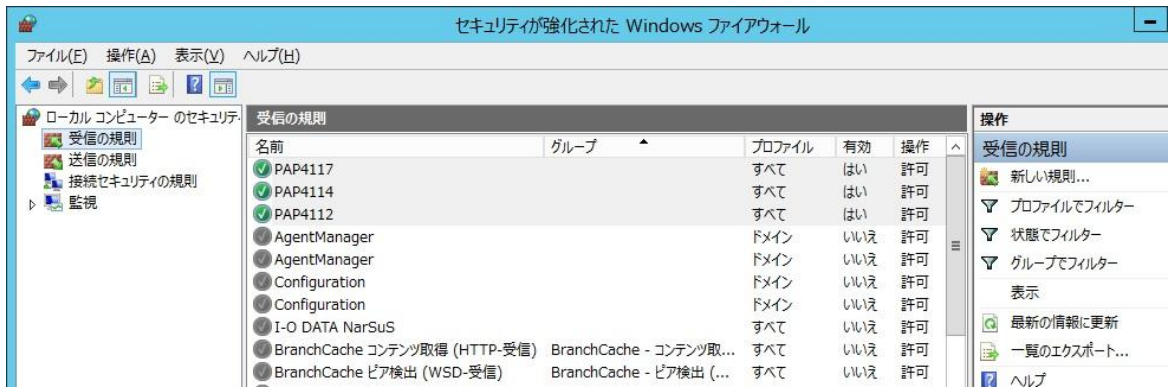 セキュリティが強化された Windows ファイアウォール
ファイル(F) 操作(A) 表示(V) ヘルプ(H)
ローカル コンピューター のセキュリテ
受信の規則
送信の規則
接続セキュリティの規則
監視
受信の規則
名前 グループ プロファイル 有効 操作
PAP4117 すべて はい 許可
PAP4114 すべて はい 許可
PAP4112 すべて はい 許可
AgentManager ドメイン いいえ 許可
AgentManager ドメイン いいえ 許可
Configuration ドメイン いいえ 許可
Configuration ドメイン いいえ 許可
I-O DATA NarSuS すべて いいえ 許可
BranchCache コンテンツ取得 (HTTP-受信) BranchCache - コンテンツ取... すべて いいえ 許可
BranchCache ピア検出 (WSD-受信) BranchCache - ピア検出 (... すべて いいえ 許可
操作
受信の規則
新しい規則...
プロファイルでフィルター
状態でフィルター
グループでフィルター
表示
最新の情報に更新
一覧のエクスポート...
ヘルプ